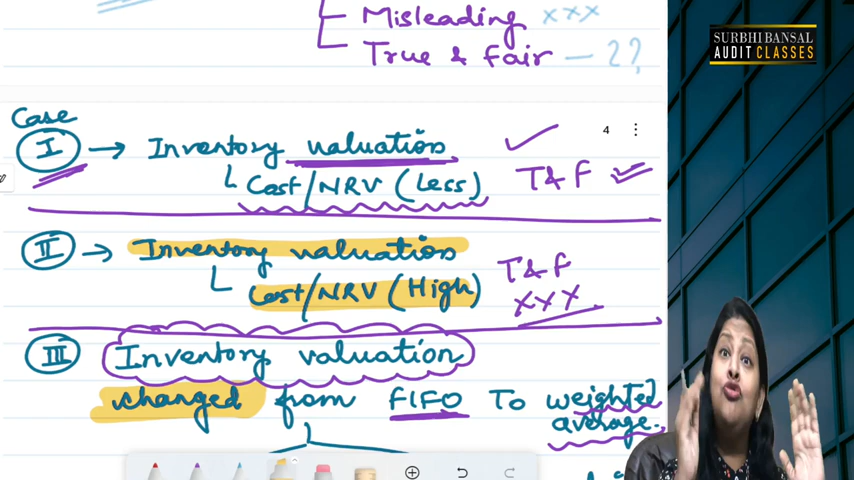 Misleading xxx
SURBHI BANSAL
AUDIT CLASSES
True & fair — 2?
Case
I → Inventory valuation ✓
4
Cost/NRV (Less) T&F ✓
II → Inventory valuation
Cost/NRV (High) T&F
xxx
III Inventory valuation
changed from FIFO To weighted
average.